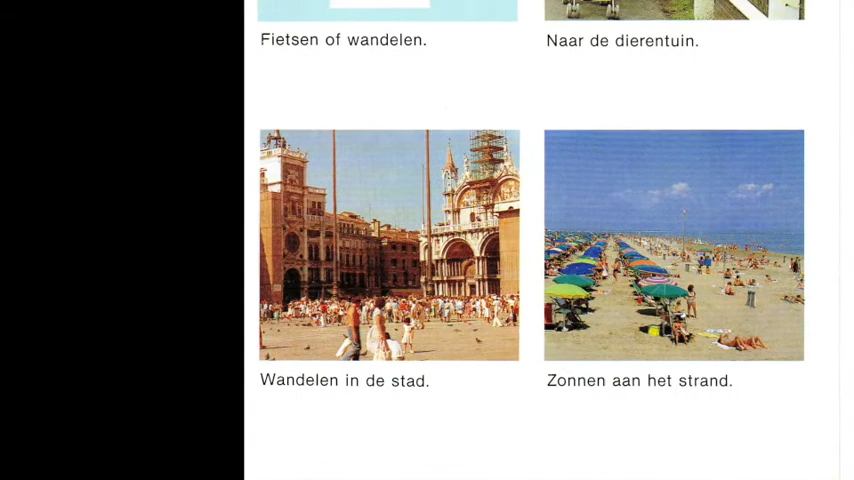 Fietsen of wandelen.
Naar de dierentuin.
Wandelen in de stad.
Zonnen aan het strand.